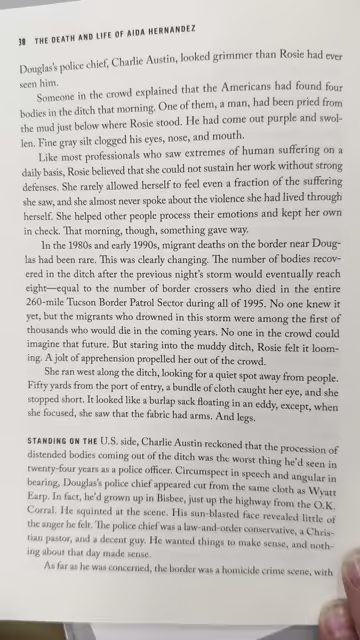 38 THE DEATH AND LIFE OF AIDA HERNANDEZ
Douglas's police chief, Charlie Austin, looked grimmer than Rosie had ever
seen him.
Someone in the crowd explained that the Americans had found four
bodies in the ditch that morning. One of them, a man, had been pried from
the mud just below where Rosie stood. He had come out purple and swol-
len. Fine gray silt clogged his eyes, nose, and mouth.
Like most professionals who saw extremes of human suffering on a
daily basis, Rosie believed that she could not sustain her work without strong
defenses. She rarely allowed herself to feel even a fraction of the suffering
she saw, and she almost never spoke about the violence she had lived through
herself. She helped other people process their emotions and kept her own
in check. That morning, though, something gave way.
In the 1980s and early 1990s, migrant deaths on the border near Doug-
las had been rare. This was clearly changing. The number of bodies recov-
ered in the ditch after the previous night's storm would eventually reach
eight—equal to the number of border crossers who died in the entire
260-mile Tucson Border Patrol Sector during all of 1995. No one knew it
yet, but the migrants who drowned in this storm were among the first of
thousands who would die in the coming years. No one in the crowd could
imagine that future. But staring into the muddy ditch, Rosie felt it loom-
ing. A jolt of apprehension propelled her out of the crowd.
She ran west along the ditch, looking for a quiet spot away from people.
Fifty yards from the port of entry, a bundle of cloth caught her eye, and she
stopped short. It looked like a burlap sack floating in an eddy, except, when
she focused, she saw that the fabric had arms. And legs.
STANDING ON THE U.S. side, Charlie Austin reckoned that the procession of
distended bodies coming out of the ditch was the worst thing he'd seen in
twenty-four years as a police officer. Circumspect in speech and angular in
bearing, Douglas's police chief appeared cut from the same cloth as Wyatt
Earp. In fact, he'd grown up in Bisbee, just up the highway from the O.K.
Corral. He squinted at the scene. His sun-blasted face revealed little of
the anger he felt. The police chief was a law-and-order conservative, a Chris-
tian pastor, and a decent guy. He wanted things to make sense, and noth-
ing about that day made sense.
As far as he was concerned, the border was a homicide crime scene, with